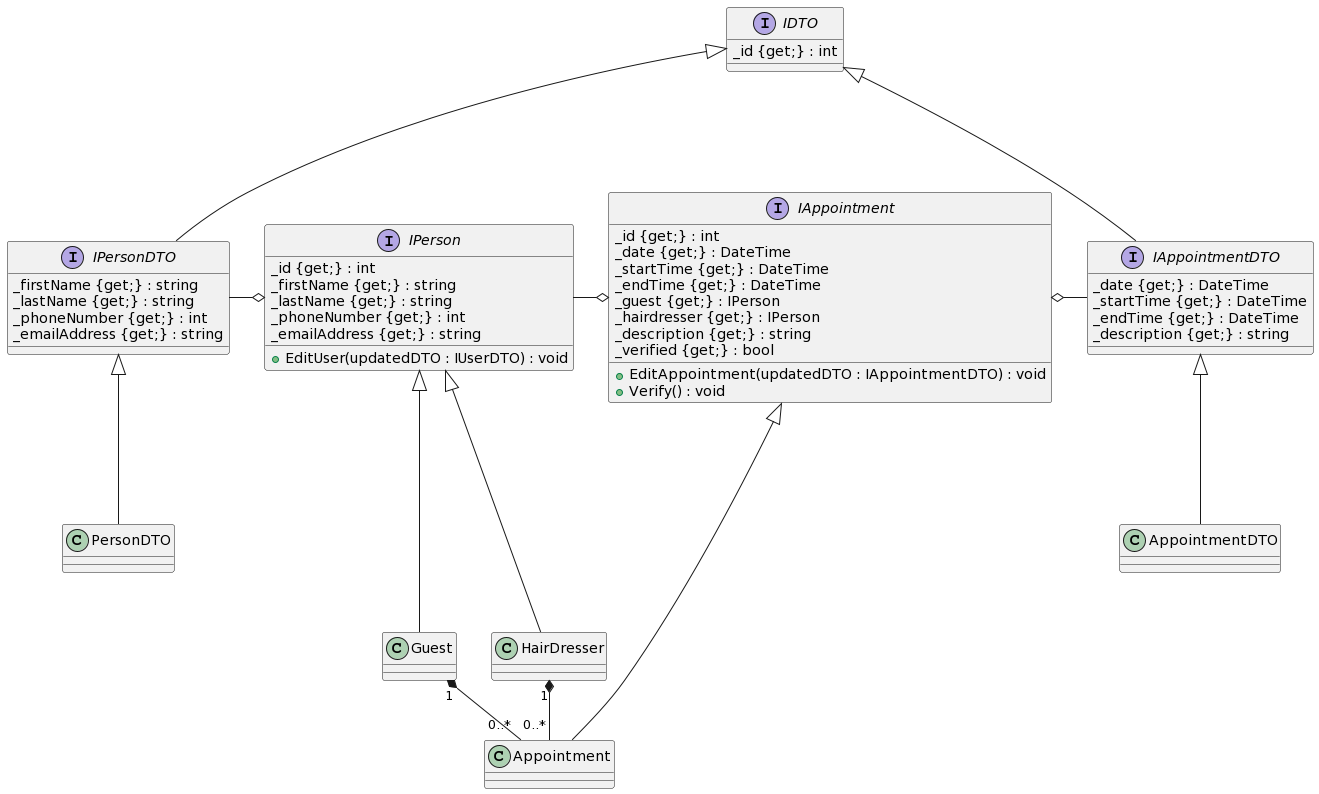 I IDTO
_id {get;} : int
I IPersonDTO
_firstName {get;} : string
_lastName {get;} : string
_phoneNumber {get;} : int
_emailAddress {get;} : string
I IPerson
_id {get;} : int
_firstName {get;} : string
_lastName {get;} : string
_phoneNumber {get;} : int
_emailAddress {get;} : string
EditUser(updatedDTO : IUserDTO) : void
I IAppointment
_id {get;} : int
_date {get;} : DateTime
_startTime {get;} : DateTime
_endTime {get;} : DateTime
_guest {get;} : IPerson
_hairdresser {get;} : IPerson
_description {get;} : string
_verified {get;} : bool
EditAppointment(updatedDTO : IAppointmentDTO) : void
Verify() : void
I IAppointmentDTO
_date {get;} : DateTime
_startTime {get;} : DateTime
_endTime {get;} : DateTime
_description {get;} : string
C PersonDTO
C AppointmentDTO
C Guest
C HairDresser
1
1
0..*
0..*
C Appointment